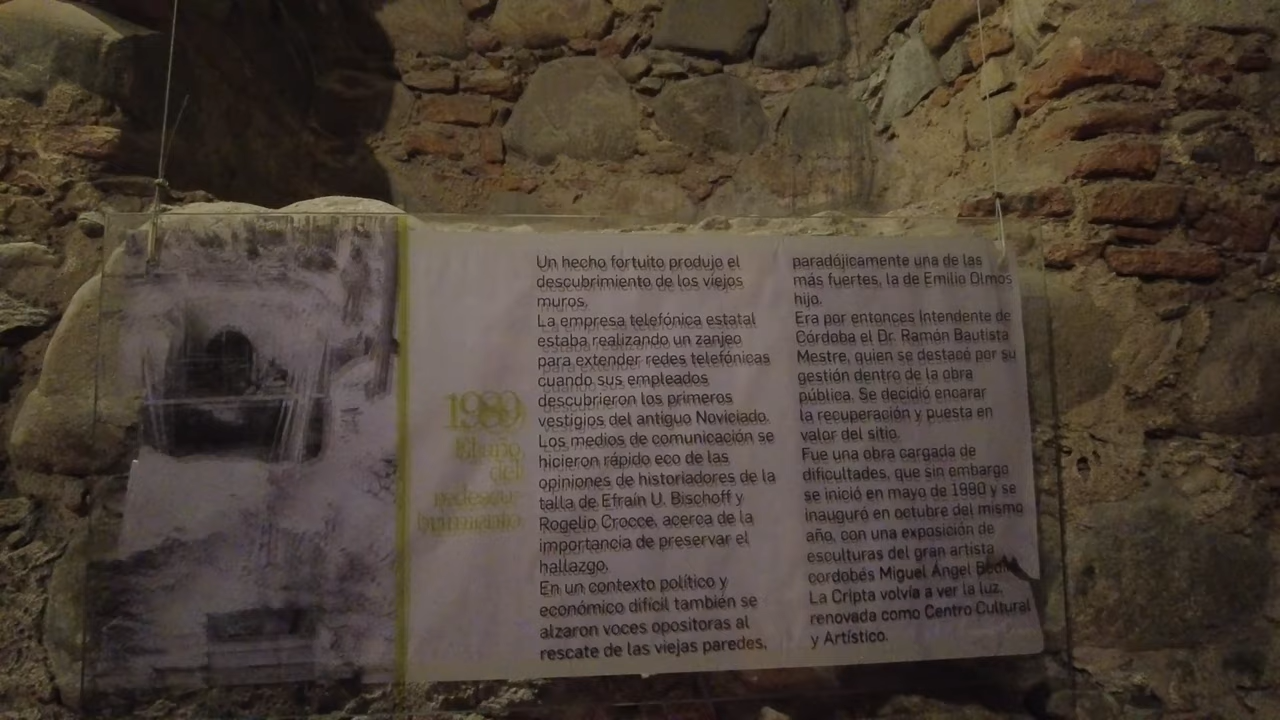 1989
El año
del
redescu-
brimiento
Un hecho fortuito produjo el
descubrimiento de los viejos
muros.
La empresa telefónica estatal
estaba realizando un zanjeo
para extender redes telefónicas
cuando sus empleados
descubrieron los primeros
vestigios del antiguo Noviciado.
Los medios de comunicación se
hicieron rápido eco de las
opiniones de historiadores de la
talla de Efraín U. Bischoff y
Rogelio Crocce, acerca de la
importancia de preservar el
hallazgo.
En un contexto político y
económico difícil también se
alzaron voces opositoras al
rescate de las viejas paredes,
paradójicamente una de las
más fuertes, la de Emilio Olmos
hijo.
Era por entonces Intendente de
Córdoba el Dr. Ramón Bautista
Mestre, quien se destacó por su
gestión dentro de la obra
pública. Se decidió encarar
la recuperación y puesta en
valor del sitio.
Fue una obra cargada de
dificultades, que sin embargo
se inició en mayo de 1990 y se
inauguró en octubre del mismo
año, con una exposición de
esculturas del gran artista
cordobés Miguel Ángel
La Cripta volvía a ver la luz,
renovada como Centro Cultural
y Artístico.